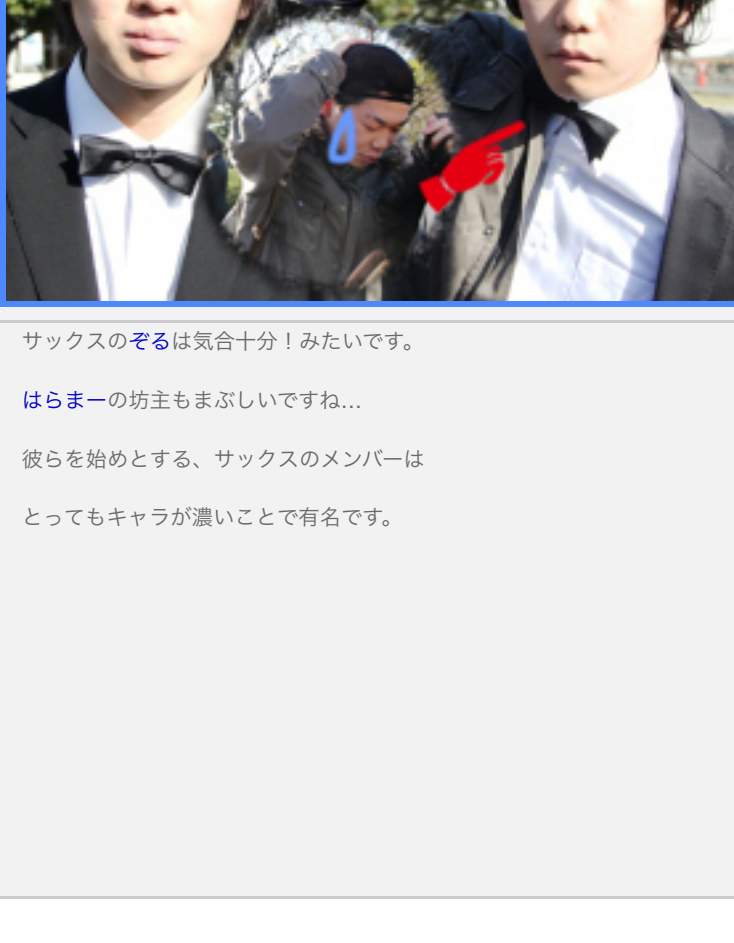 サックスのぞるは気合十分！みたいです。
はらまーの坊主もまぶしいですね…
彼らを始めとする、サックスのメンバーは
とってもキャラが濃いことで有名です。